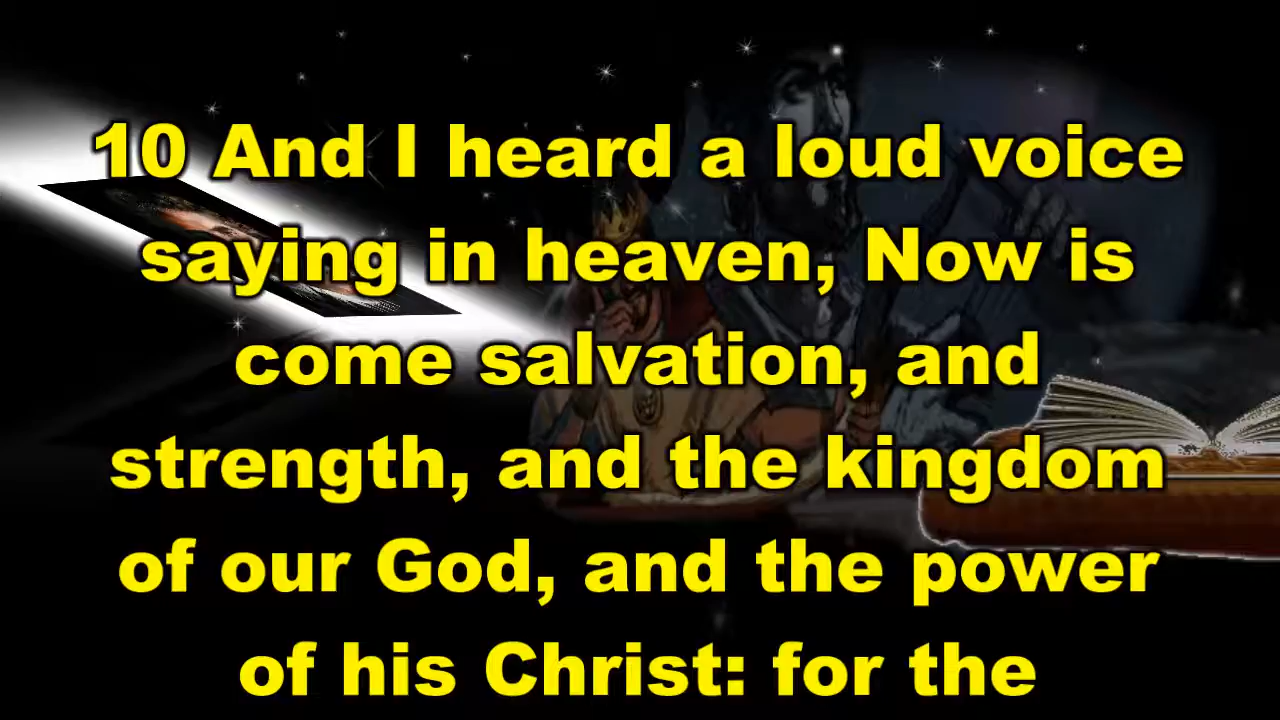 10 And I heard a loud voice
saying in heaven, Now is
come salvation, and
strength, and the kingdom
of our God, and the power
of his Christ: for the